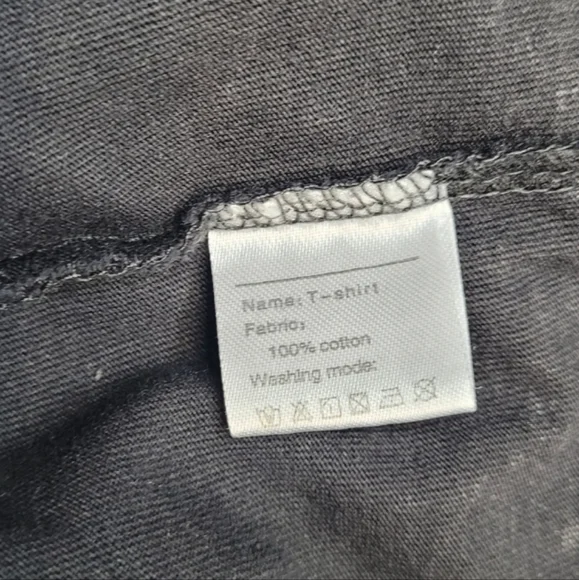 Name: T-shirt
Fabric:
100% cotton
Washing mode: